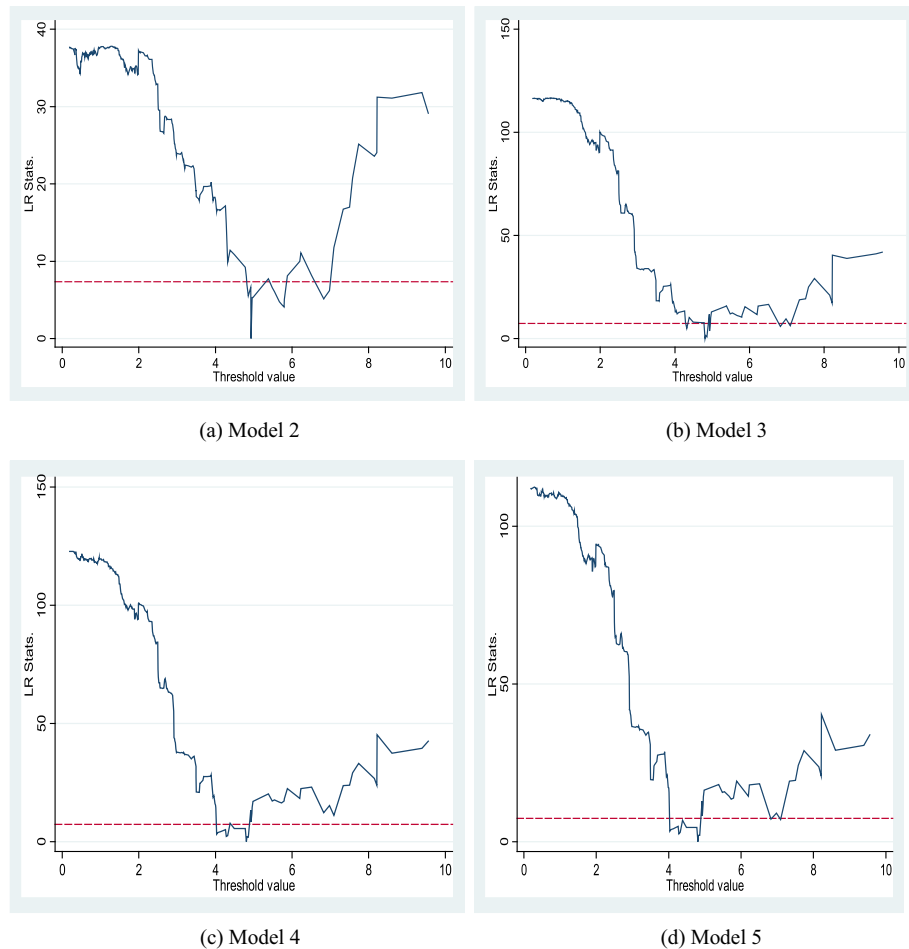 40
30
20
10
0
LR Stats.
0 2 4 6 8 10
Threshold value
(a) Model 2
150
100
50
0
LR Stats.
0 2 4 6 8 10
Threshold value
(b) Model 3
150
100
50
0
LR Stats.
0 2 4 6 8 10
Threshold value
(c) Model 4
100
50
0
LR Stats.
0 2 4 6 8 10
Threshold value
(d) Model 5